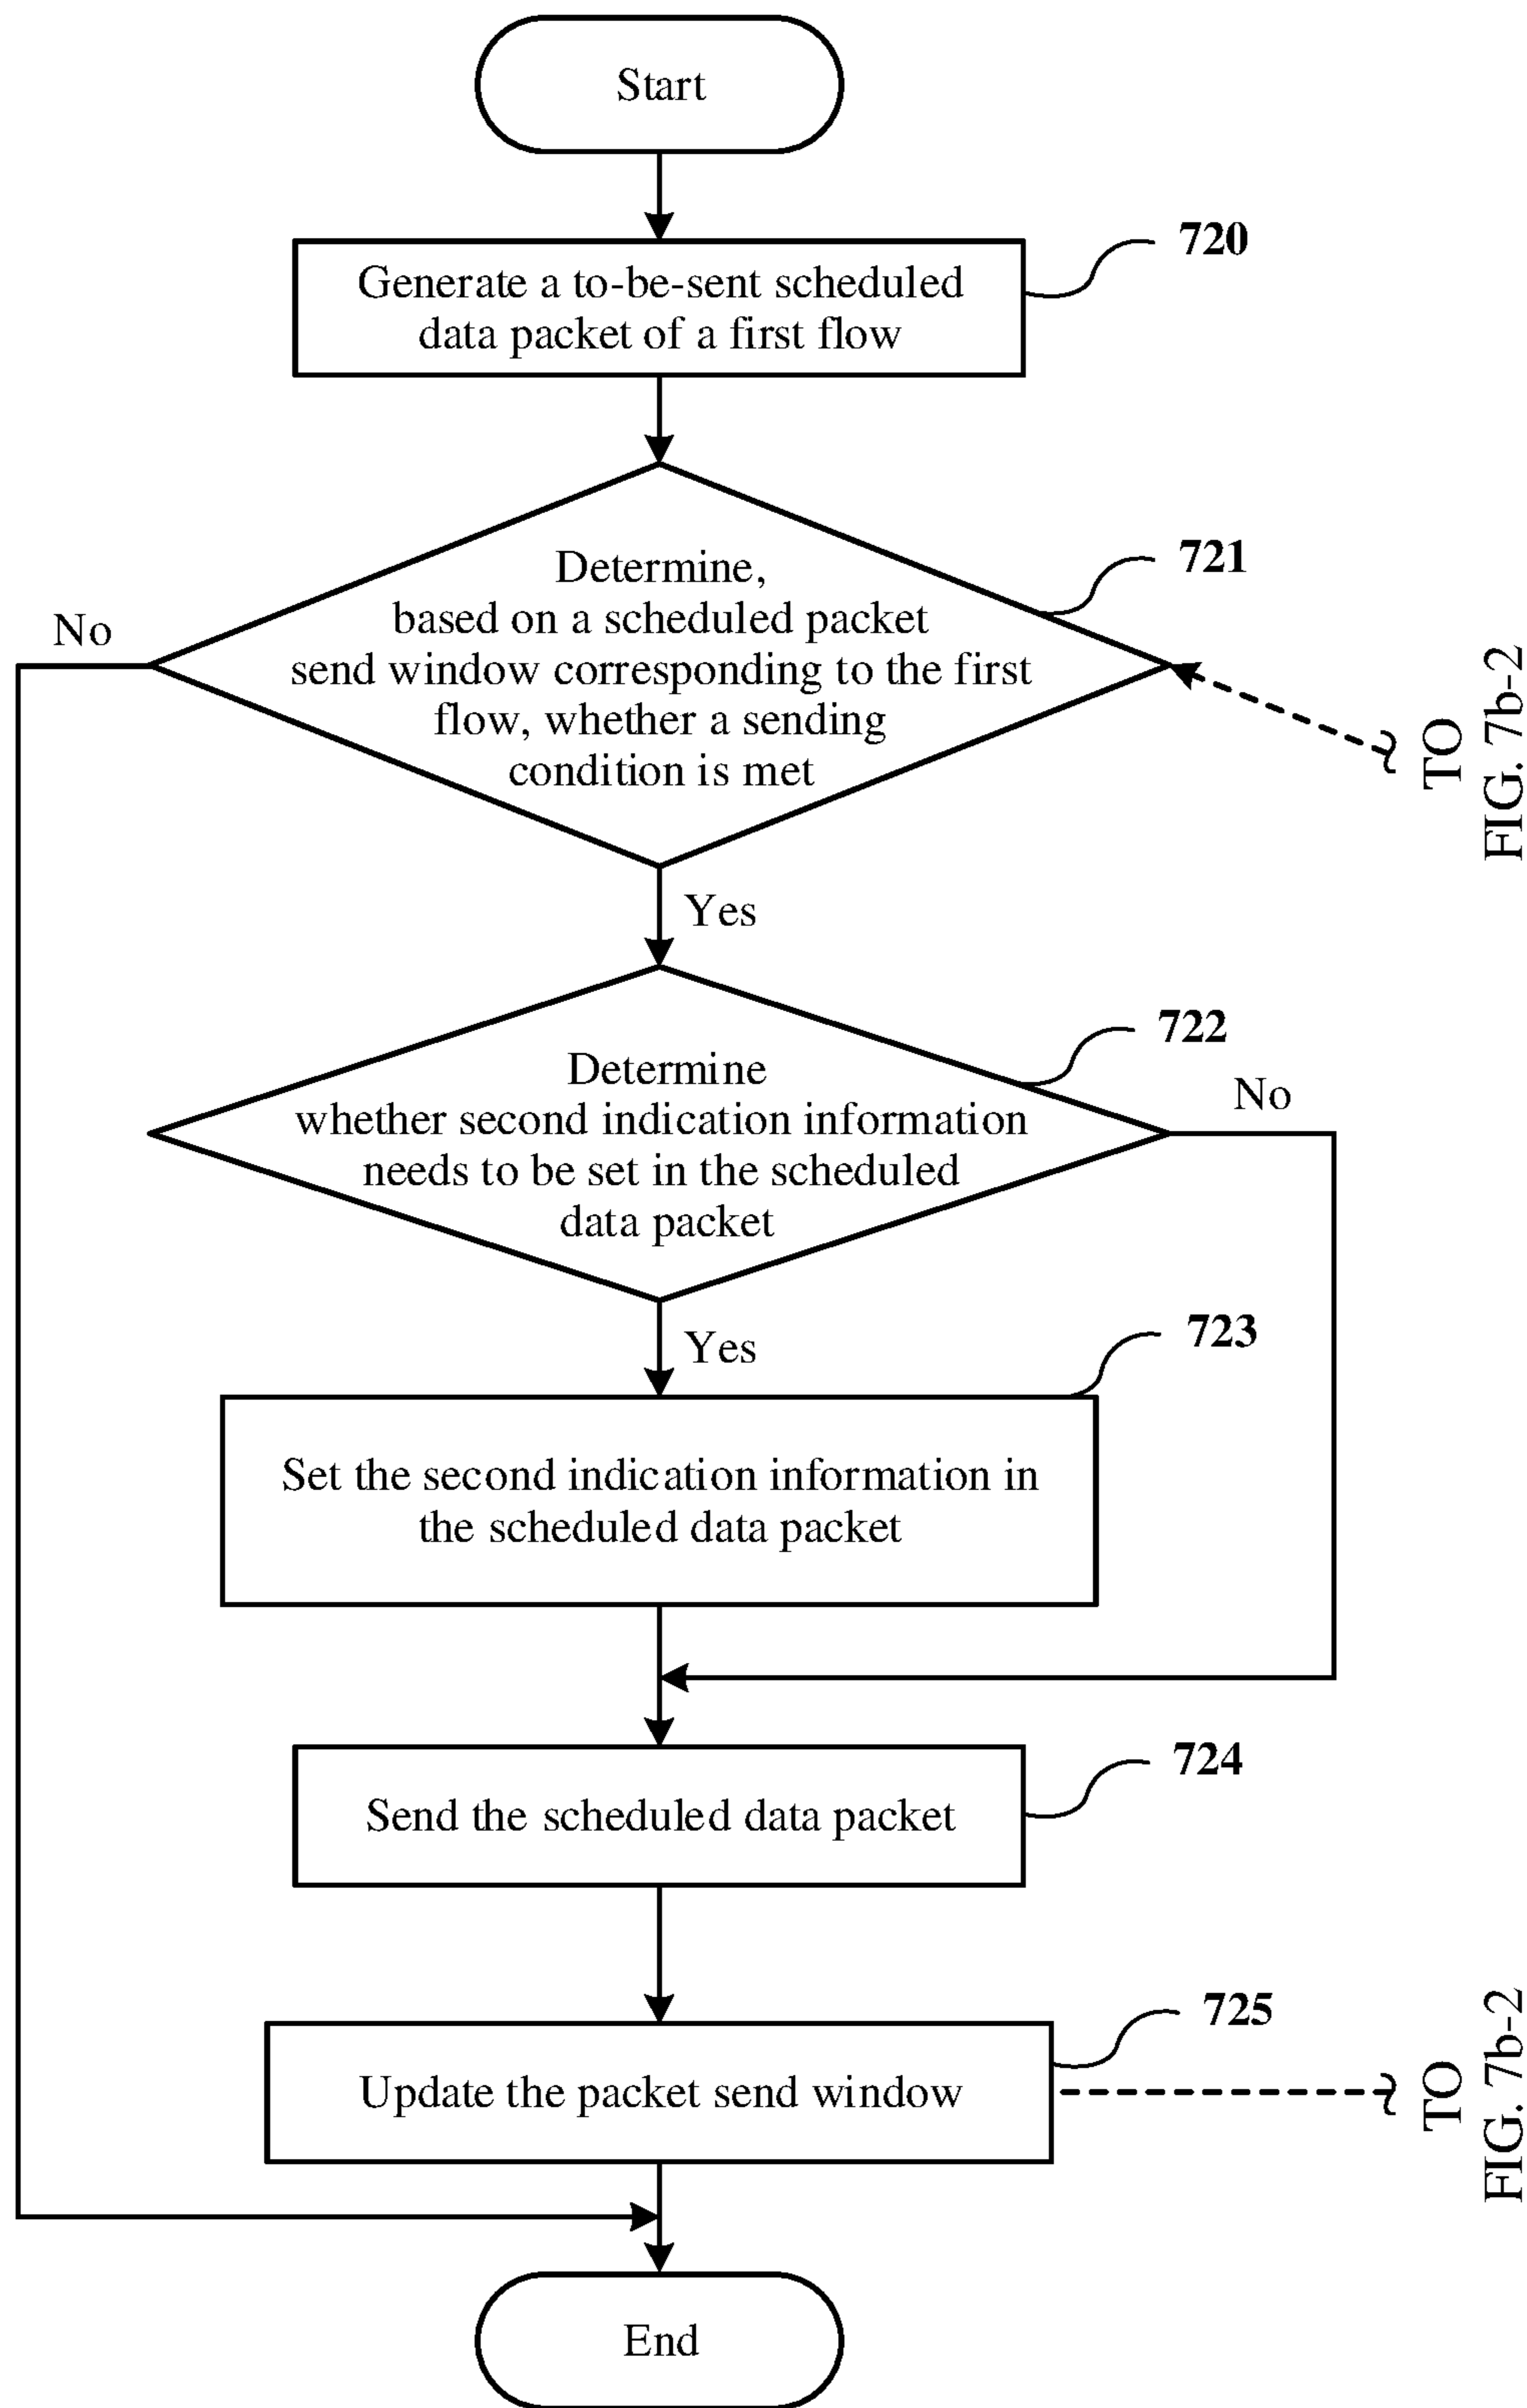 Start
720
Generate a to-be-sent scheduled
data packet of a first flow
721
Determine,
based on a scheduled packet
send window corresponding to the first
flow, whether a sending
condition is met
No
TO
FIG. 7b-2
Yes
722
Determine
whether second indication information
needs to be set in the scheduled
data packet
No
Yes
723
Set the second indication information in
the scheduled data packet
724
Send the scheduled data packet
725
Update the packet send window
TO
FIG. 7b-2
End